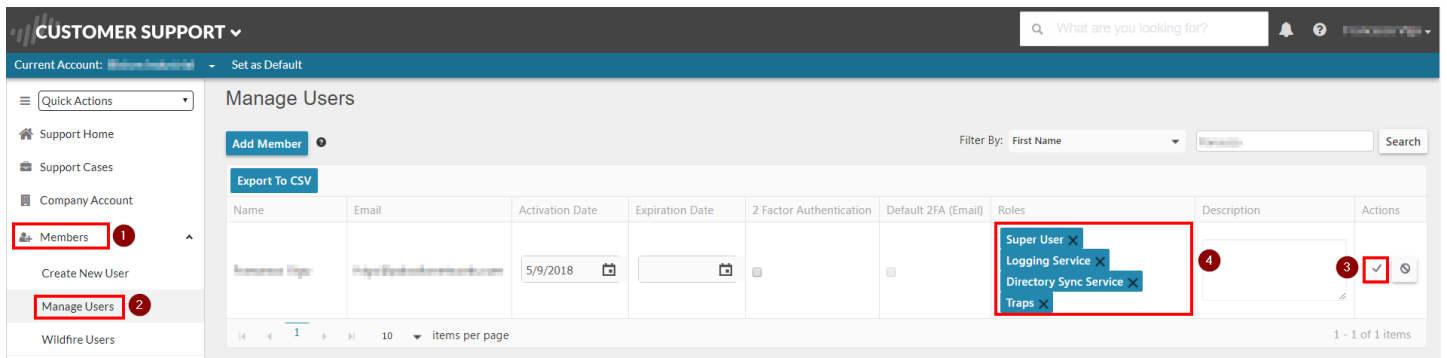 CUSTOMER SUPPORT
What are you looking for?
Current Account:
Set as Default
Quick Actions
Support Home
Support Cases
Company Account
Members
1
Create New User
Manage Users
2
Wildfire Users
Manage Users
Add Member
Filter By: First Name
Search
Export To CSV
Name Email Activation Date Expiration Date 2 Factor Authentication Default 2FA (Email) Roles Description Actions
5/9/2018
Super User
Logging Service
Directory Sync Service
Traps
4
3
1
10 items per page
1 - 1 of 1 items